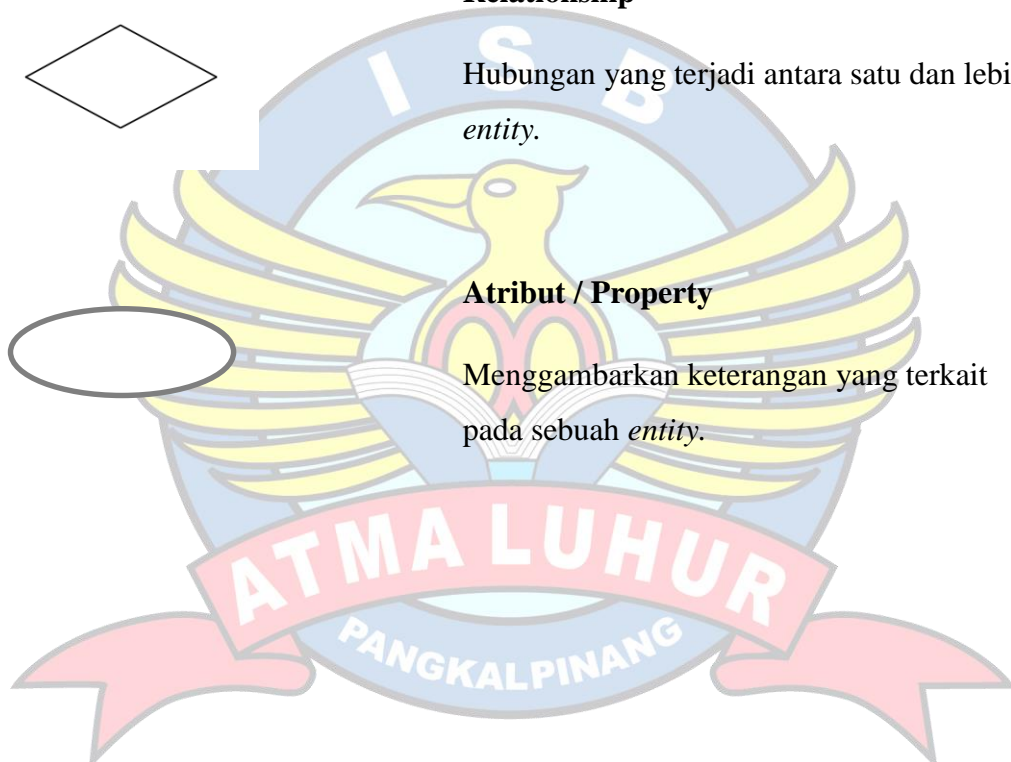 Relationship
Hubungan yang terjadi antara satu dan lebi
entity.
Atribut / Property
Menggambarkan keterangan yang terkait
pada sebuah entity.
I S B
ATMA LUHUR
PANGKALPINANG